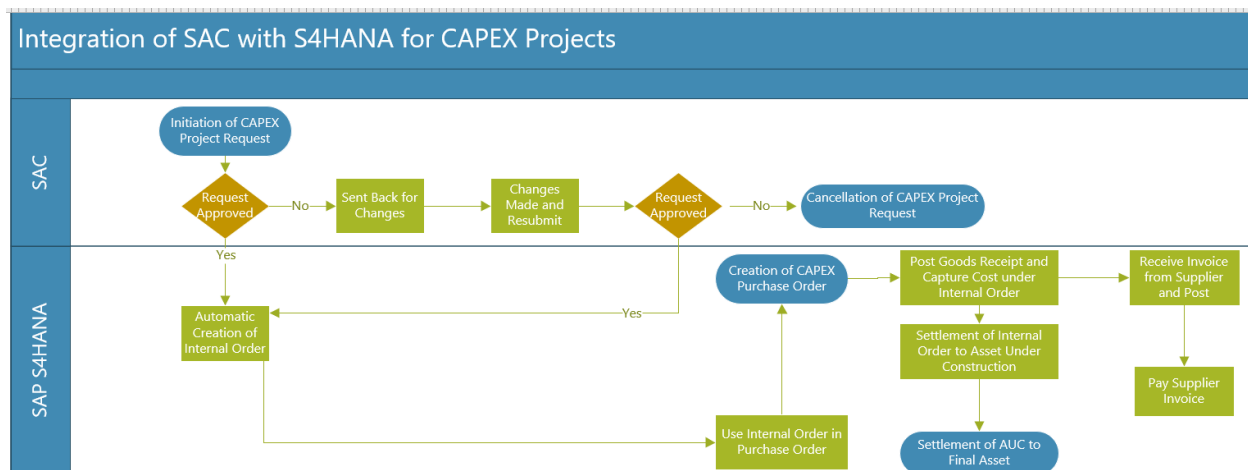 Integration of SAC with S4HANA for CAPEX Projects
SAC
Initiation of CAPEX
Project Request
Request
Approved
No
Sent Back for
Changes
Changes
Made and
Resubmit
Request
Approved
No
Cancellation of CAPEX Project
Request
SAP S4HANA
Yes
Automatic
Creation of
Internal Order
Yes
Creation of CAPEX
Purchase Order
Post Goods Receipt and
Capture Cost under
Internal Order
Receive Invoice
from Supplier
and Post
Settlement of Internal
Order to Asset Under
Construction
Pay Supplier
Invoice
Use Internal Order in
Purchase Order
Settlement of AUC to
Final Asset